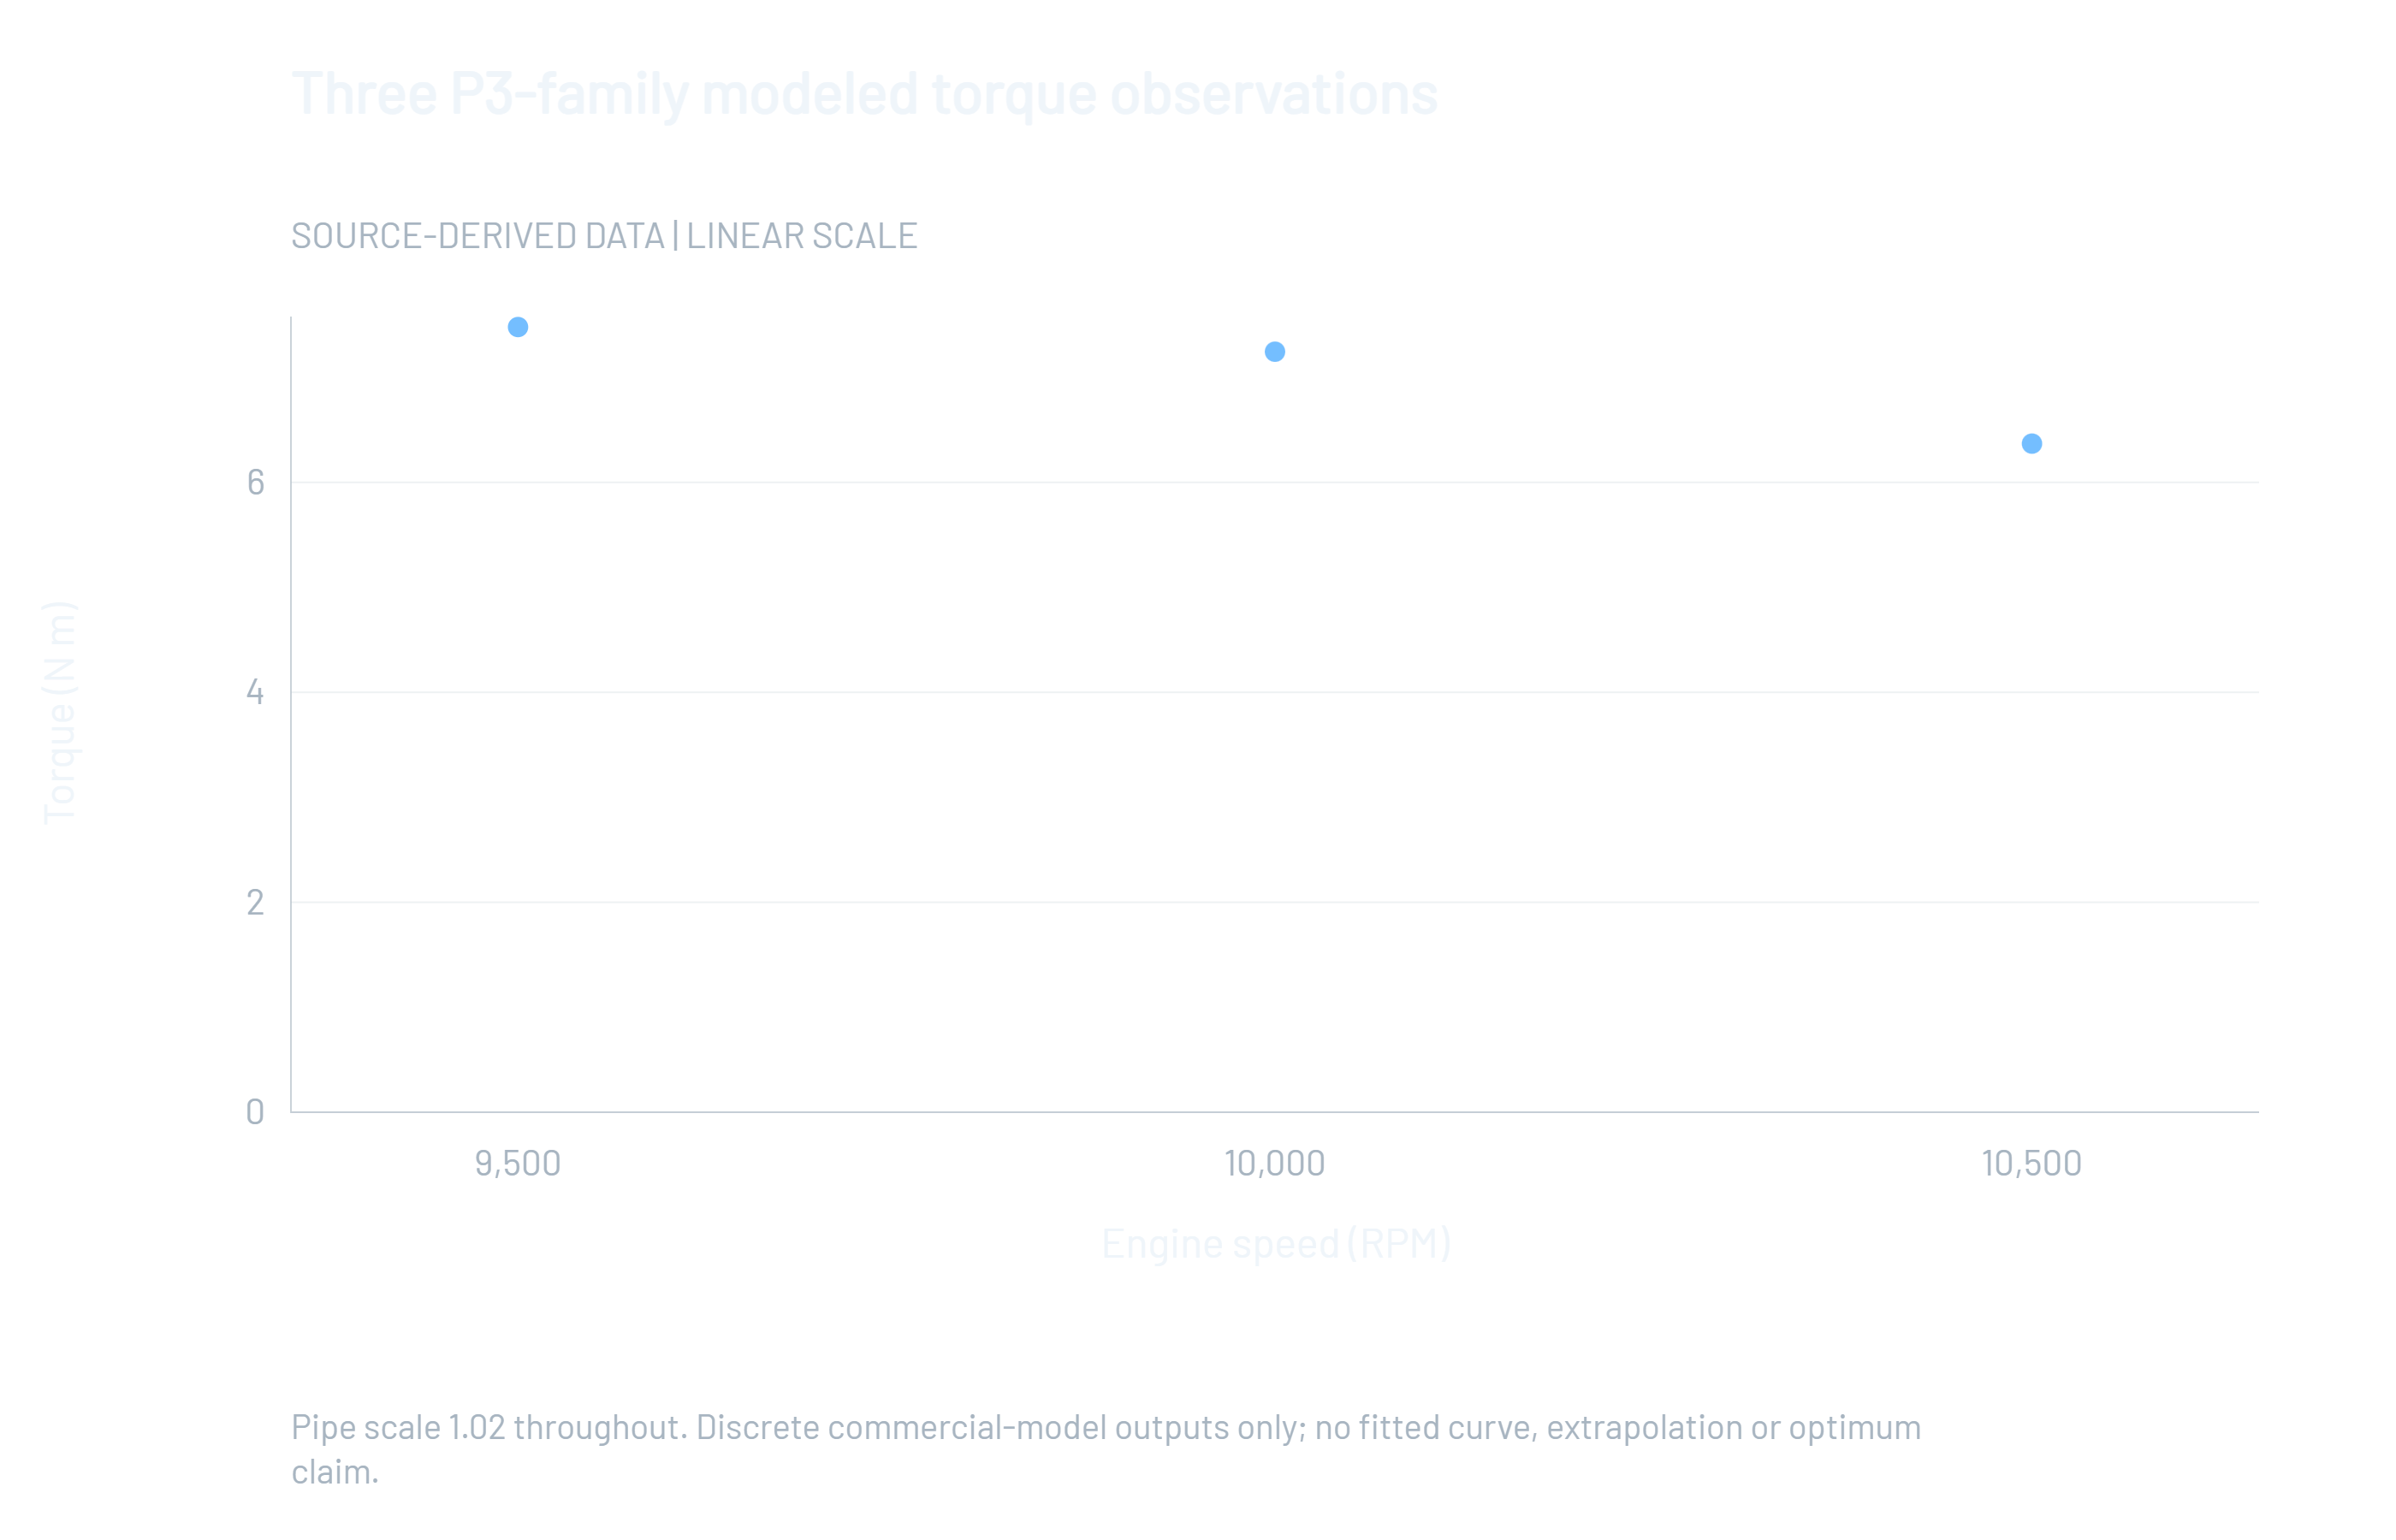 Three P3-family modeled torque observations
SOURCE-DERIVED DATA | LINEAR SCALE
Torque (N m)
6
4
2
0
9,500
10,000
10,500
Engine speed (RPM)
Pipe scale 1.02 throughout. Discrete commercial-model outputs only; no fitted curve, extrapolation or optimum
claim.